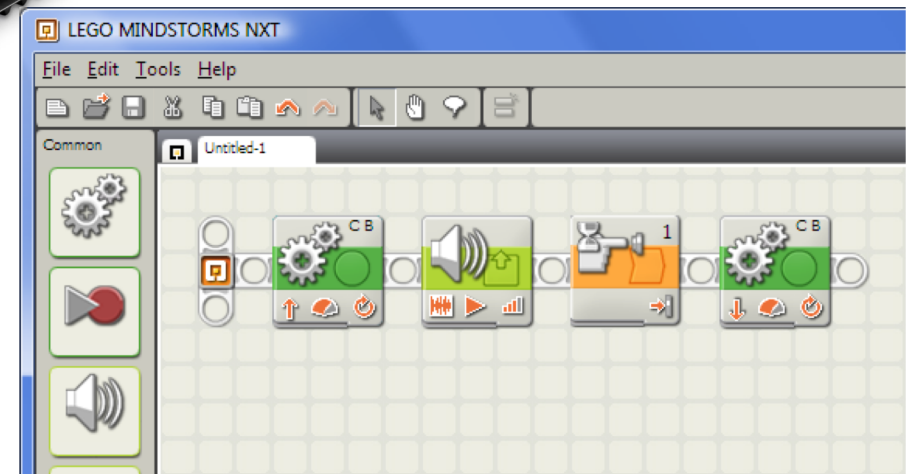 LEGO MINDSTORMS NXT
File Edit Tools Help
Common
Untitled-1
C B
1
C B